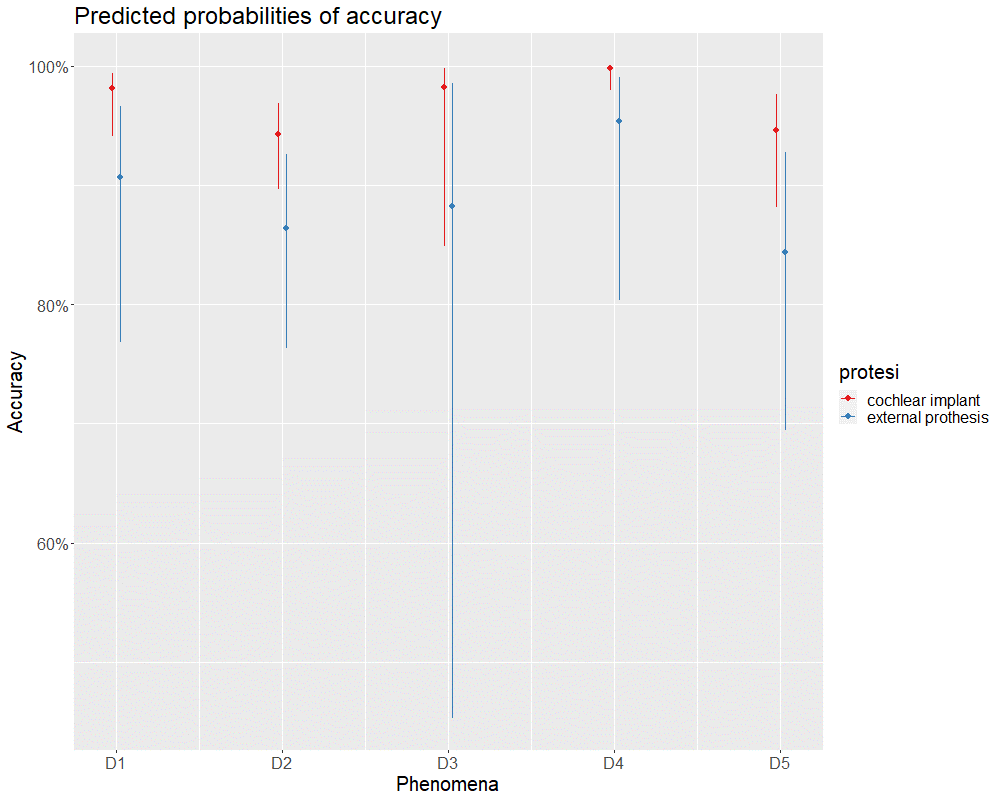 Predicted probabilities of accuracy
100%
80%
60%
Accuracy
D1 D2 D3 D4 D5
Phenomena
protesi
cochlear implant
external prothesis